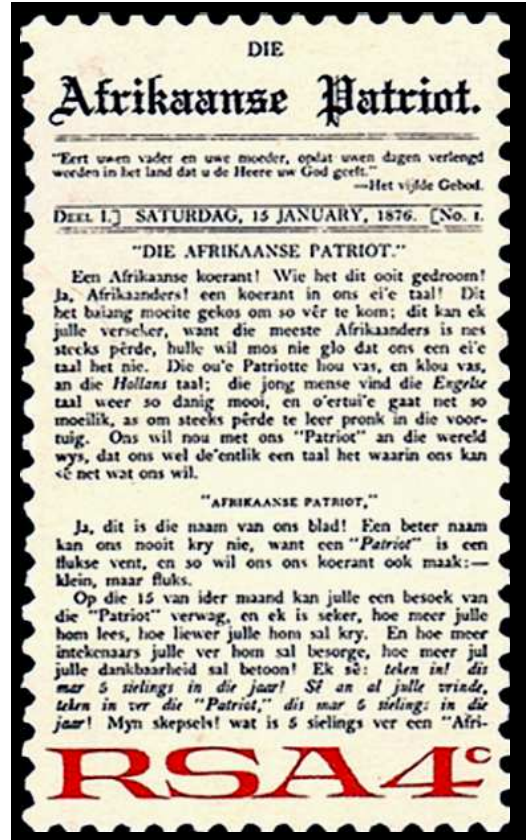 DIE
Afrikaanse Patriot.
"Eert uwen vader en uwe moeder, opdat uwen dagen verlengd
worden in het land dat u de Heere uw God geeft."
—Het vijfde Gebod.
DEEL I.] SATURDAG, 15 JANUARY, 1876. [No. 1.
"DIE AFRIKAANSE PATRIOT."
Een Afrikaanse koerant! Wie het dit ooit gedroom!
Ja, Afrikaanders! een koerant in ons ei'e taal! Dit
het baiang moeite gekos om so vêr te kom; dit kan ek
julle verseker, want die meeste Afrikaanders is nes
steeks pêrde, hulle wil mos nie glo dat ons een ei'e
taal het nie. Die ou'e Patriotte hou vas, en klou vas,
an die Hollans taal; die jong mense vind die Engelse
taal weer so danig mooi, en o'ertui'e gaat net so
moeilik, as om steeks pêrde te leer pronk in die voor-
tuig. Ons wil nou met ons "Patriot" an die wereld
wys, dat ons wel de'entlik een taal het waarin ons kan
sê net wat ons wil.
"AFRIKAANSE PATRIOT,"
Ja, dit is die naam van ons blad! Een beter naam
kan ons nooit kry nie, want een "Patriot" is een
flukse vent, en so wil ons ons koerant ook maak:—
klein, maar fluks.
Op die 15 van ider maand kan julle een besoek van
die "Patriot" verwag, en ek is seker, hoe meer julle
hom lees, hoe liewer julle hom sal kry. En hoe meer
intekenaars julle ver hom sal besorge, hoe meer jul
julle dankbaarheid sal betoon! Ek sê: teken in! dis
mar 5 sielings in die jaar! Sê an al julle vrinde,
teken in ver die "Patriot," dis mar 5 sieling: in die
jaar! Myn skepsels! wat is 5 sielings ver een "Afri-
RSA 4c